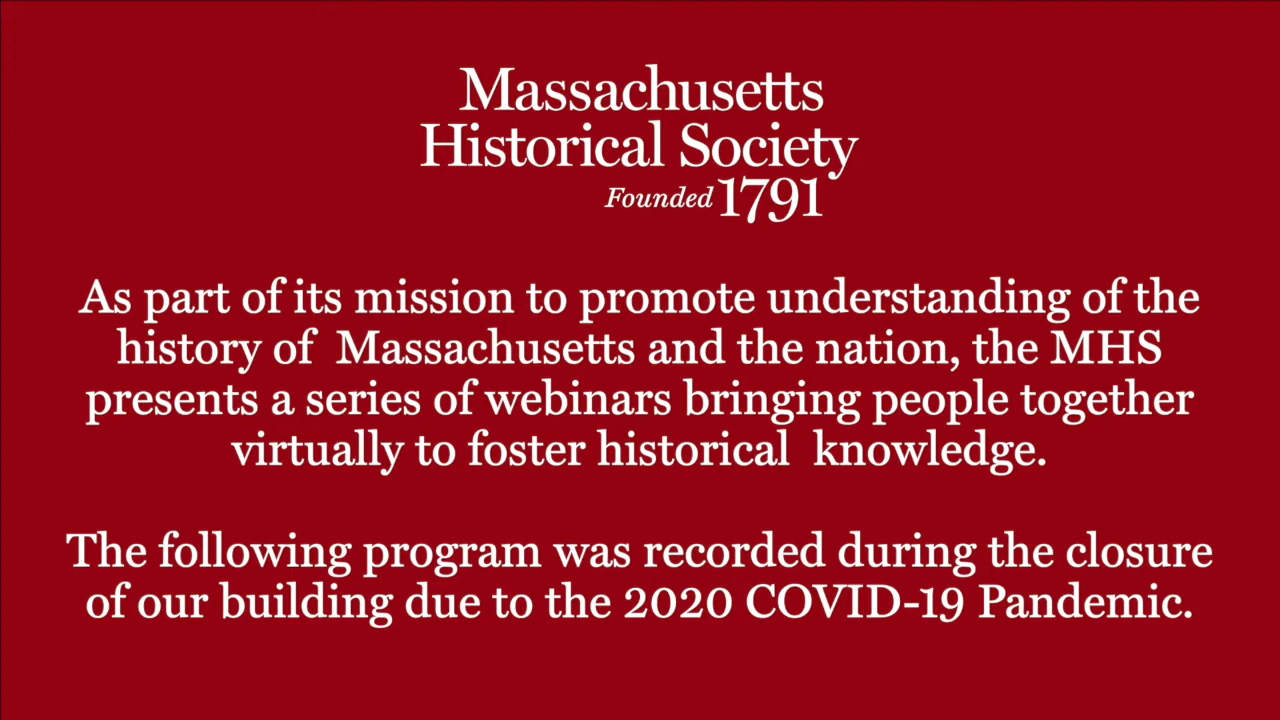 Massachusetts
Historical Society
Founded 1791
As part of its mission to promote understanding of the
history of Massachusetts and the nation, the MHS
presents a series of webinars bringing people together
virtually to foster historical knowledge.
The following program was recorded during the closure
of our building due to the 2020 COVID-19 Pandemic.